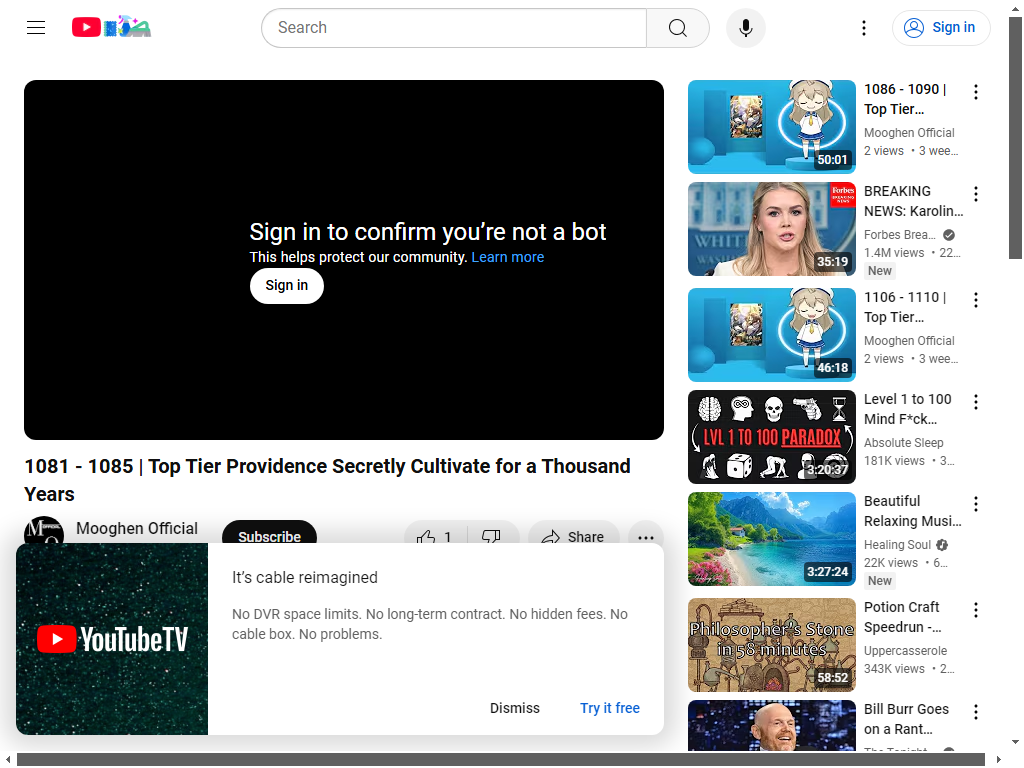 Search
Sign in
Sign in to confirm you’re not a bot
This helps protect our community. Learn more
Sign in
1081 - 1085 | Top Tier Providence Secretly Cultivate for a Thousand
Years
Mooghen Official
Subscribe
1
Share
It’s cable reimagined
No DVR space limits. No long-term contract. No hidden fees. No
cable box. No problems.
YouTubeTV
Dismiss
Try it free
50:01
1086 - 1090 |
Top Tier…
Mooghen Official
2 views • 3 wee…
Forbes
BREAKING NEWS
35:19
BREAKING
NEWS: Karolin…
Forbes Brea…
1.4M views • 22…
New
46:18
1106 - 1110 |
Top Tier…
Mooghen Official
2 views • 3 wee…
LVL 1 TO 100 PARADOX
3:20:37
Level 1 to 100
Mind F*ck…
Absolute Sleep
181K views • 3…
3:27:24
Beautiful
Relaxing Musi…
Healing Soul
22K views • 6…
New
Philosopher's Stone
in 58 minutes
58:52
Potion Craft
Speedrun -…
Uppercasserole
343K views • 2…
Bill Burr Goes
on a Rant…